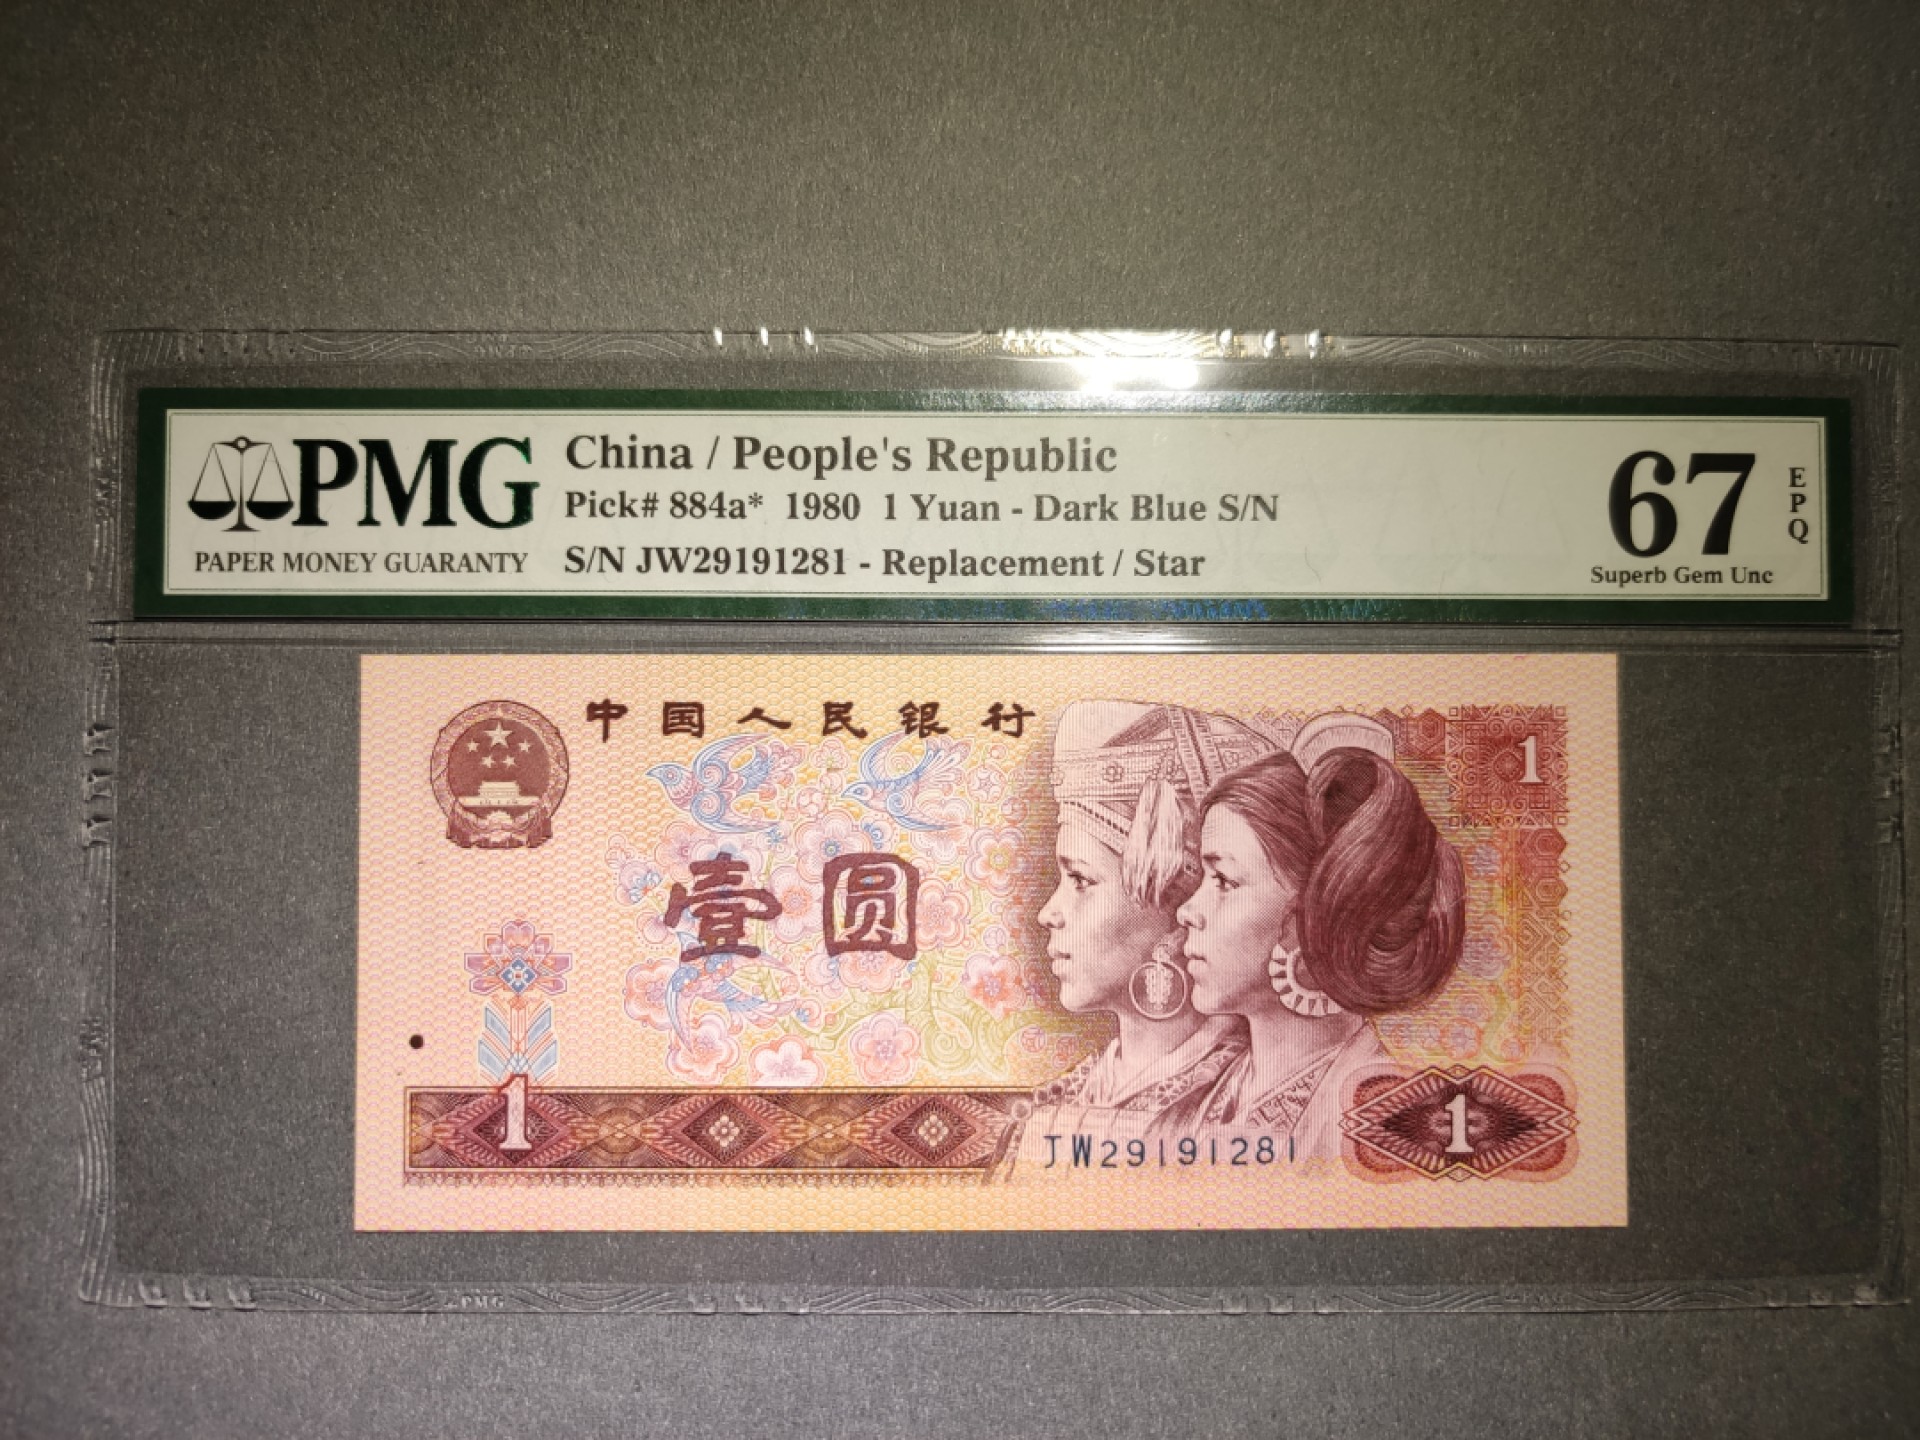 PMG
PAPER MONEY GUARANTY
China / People's Republic
Pick# 884a* 1980 1 Yuan - Dark Blue S/N
S/N JW29191281 - Replacement / Star
67
EPQ
Superb Gem Unc
中国人民银行
1
壹圆
1
JW29191281
1
PMG